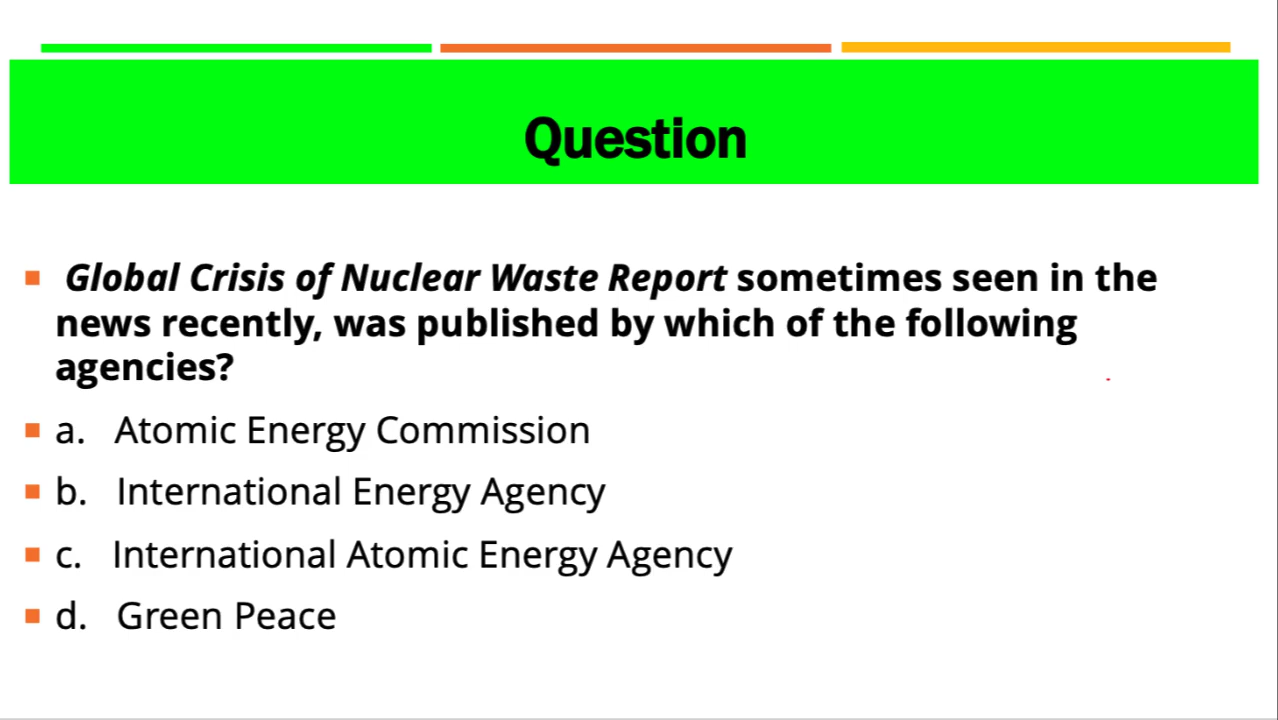 Question
Global Crisis of Nuclear Waste Report sometimes seen in the
news recently, was published by which of the following
agencies?
a. Atomic Energy Commission
b. International Energy Agency
c. International Atomic Energy Agency
d. Green Peace